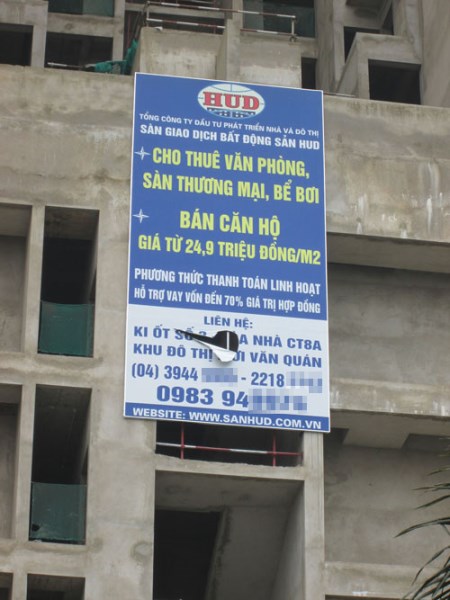 HUD
TỔNG CÔNG TY ĐẦU TƯ PHÁT TRIỂN NHÀ VÀ ĐÔ THỊ
SÀN GIAO DỊCH BẤT ĐỘNG SẢN HUD
CHO THUÊ VĂN PHÒNG,
SÀN THƯƠNG MẠI, BỂ BƠI
BÁN CĂN HỘ
GIÁ TỪ 24,9 TRIỆU ĐỒNG/M2
PHƯƠNG THỨC THANH TOÁN LINH HOẠT
HỖ TRỢ VAY VỐN ĐẾN 70% GIÁ TRỊ HỢP ĐỒNG
LIÊN HỆ:
KI ỐT SỐ NHÀ CT8A
KHU ĐÔ THỊ VĂN QUÁN
(04) 3944 - 2218
0983 94
WEBSITE: WWW.SANHUD.COM.VN